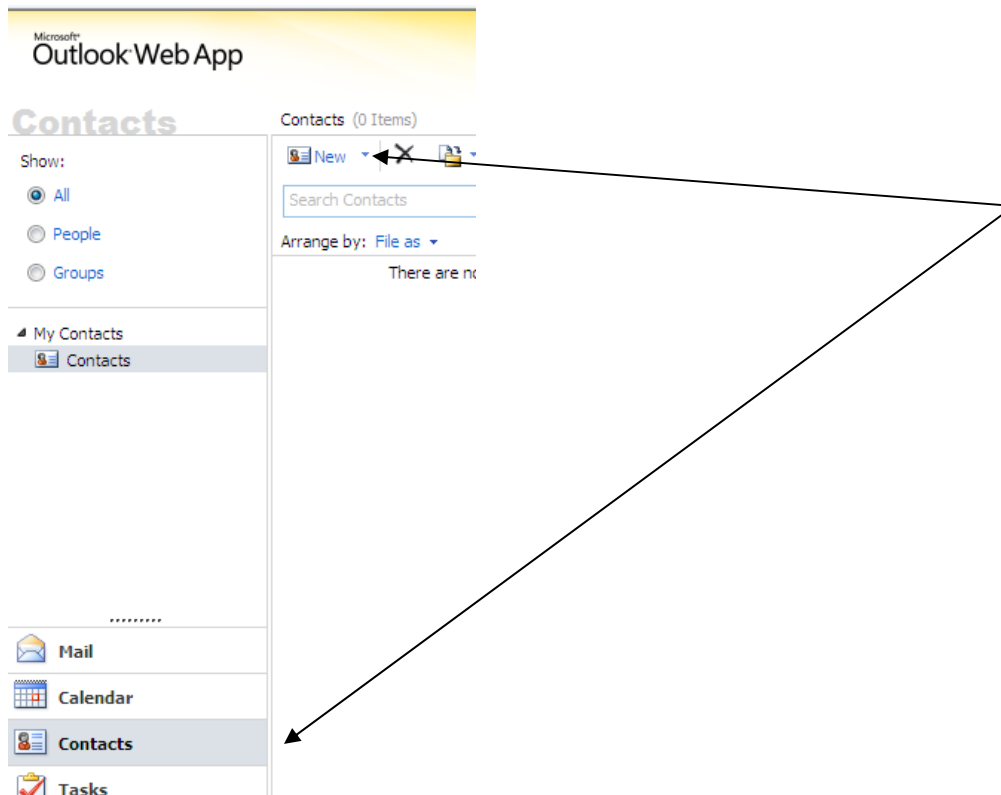 Microsoft®
Outlook Web App
Contacts
Contacts (0 Items)
Show:
New
All
Search Contacts
People
Arrange by: File as
Groups
There are
My Contacts
Contacts
Mail
Calendar
Contacts
Tasks